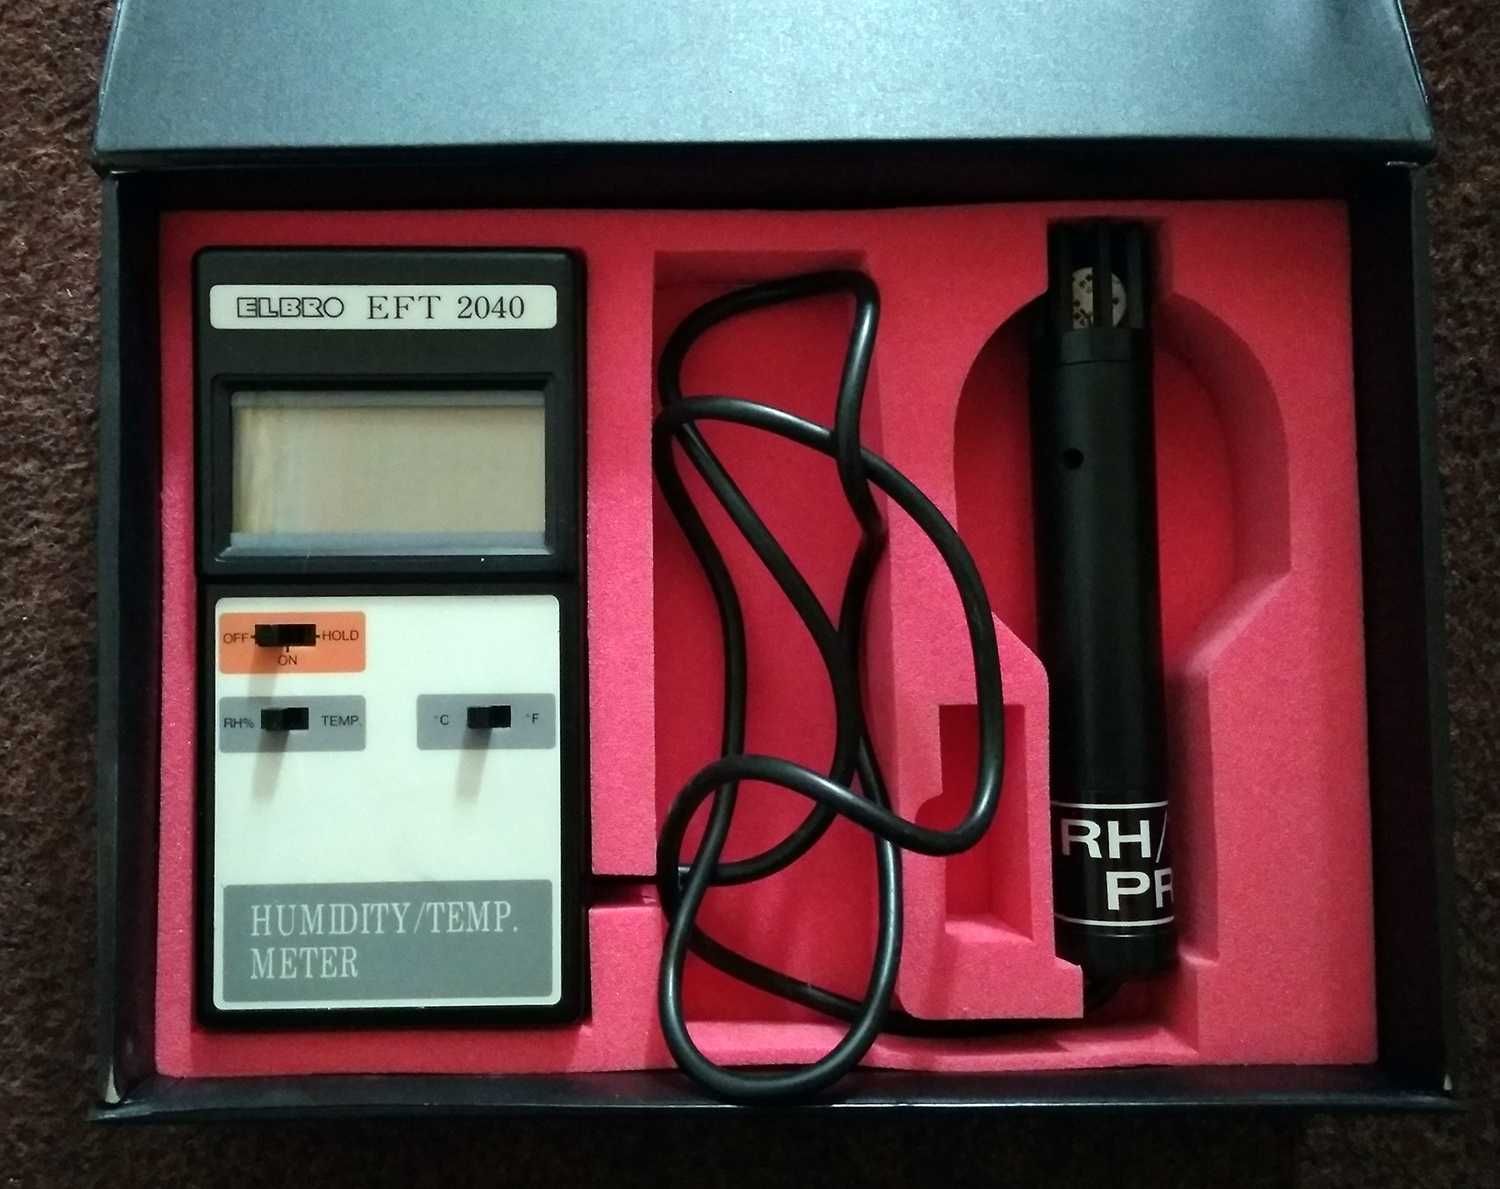 ELBRO EFT 2040
OFF HOLD
ON
RH% TEMP.
°C °F
HUMIDITY/TEMP.
METER
RH/
PR